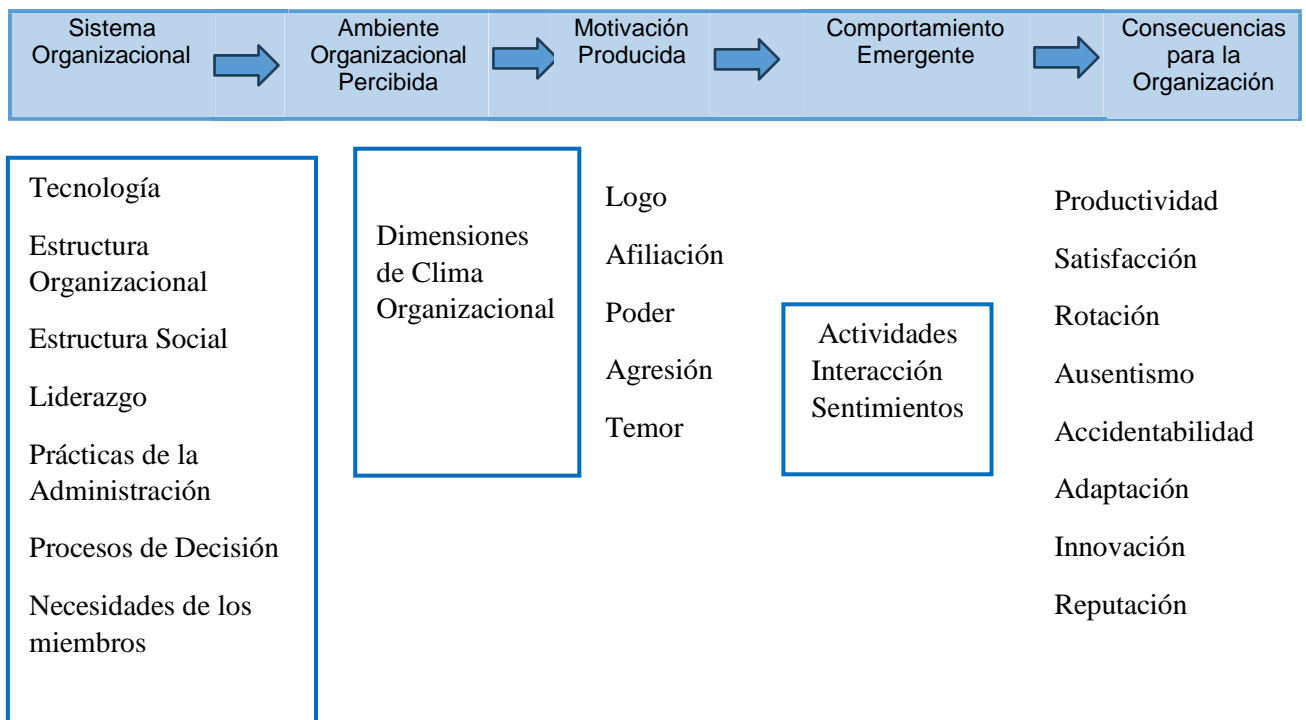 Sistema
Organizacional
Ambiente
Organizacional
Percibida
Motivación
Producida
Comportamiento
Emergente
Consecuencias
para la
Organización
Tecnología
Estructura
Organizacional
Estructura Social
Liderazgo
Prácticas de la
Administración
Procesos de Decisión
Necesidades de los
miembros
Dimensiones
de Clima
Organizacional
Logo
Afiliación
Poder
Agresión
Temor
Actividades
Interacción
Sentimientos
Productividad
Satisfacción
Rotación
Ausentismo
Accidentabilidad
Adaptación
Innovación
Reputación